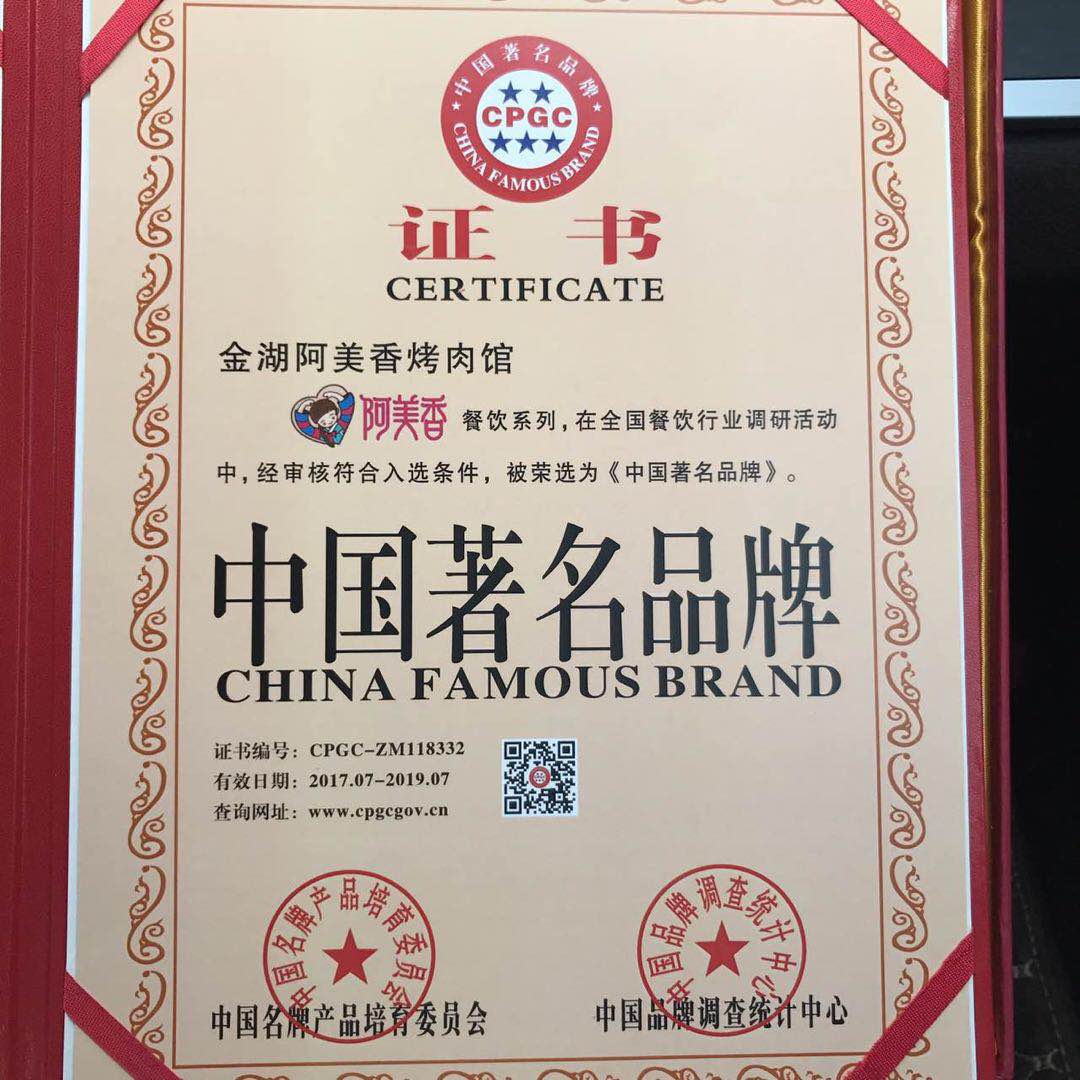 中国著名品牌
CPGC
CHINA FAMOUS BRAND
证书
CERTIFICATE
金湖阿美香烤肉馆
阿美香 餐饮系列,在全国餐饮行业调研活动
中,经审核符合入选条件,被荣选为《中国著名品牌》。
中国著名品牌
CHINA FAMOUS BRAND
证书编号:CPGC-ZM118332
有效日期:2017.07-2019.07
查询网址:www.cpgcgov.cn
中国名牌产品培育委员会
中国品牌调查统计中心
中国名牌产品培育委员会
中国品牌调查统计中心